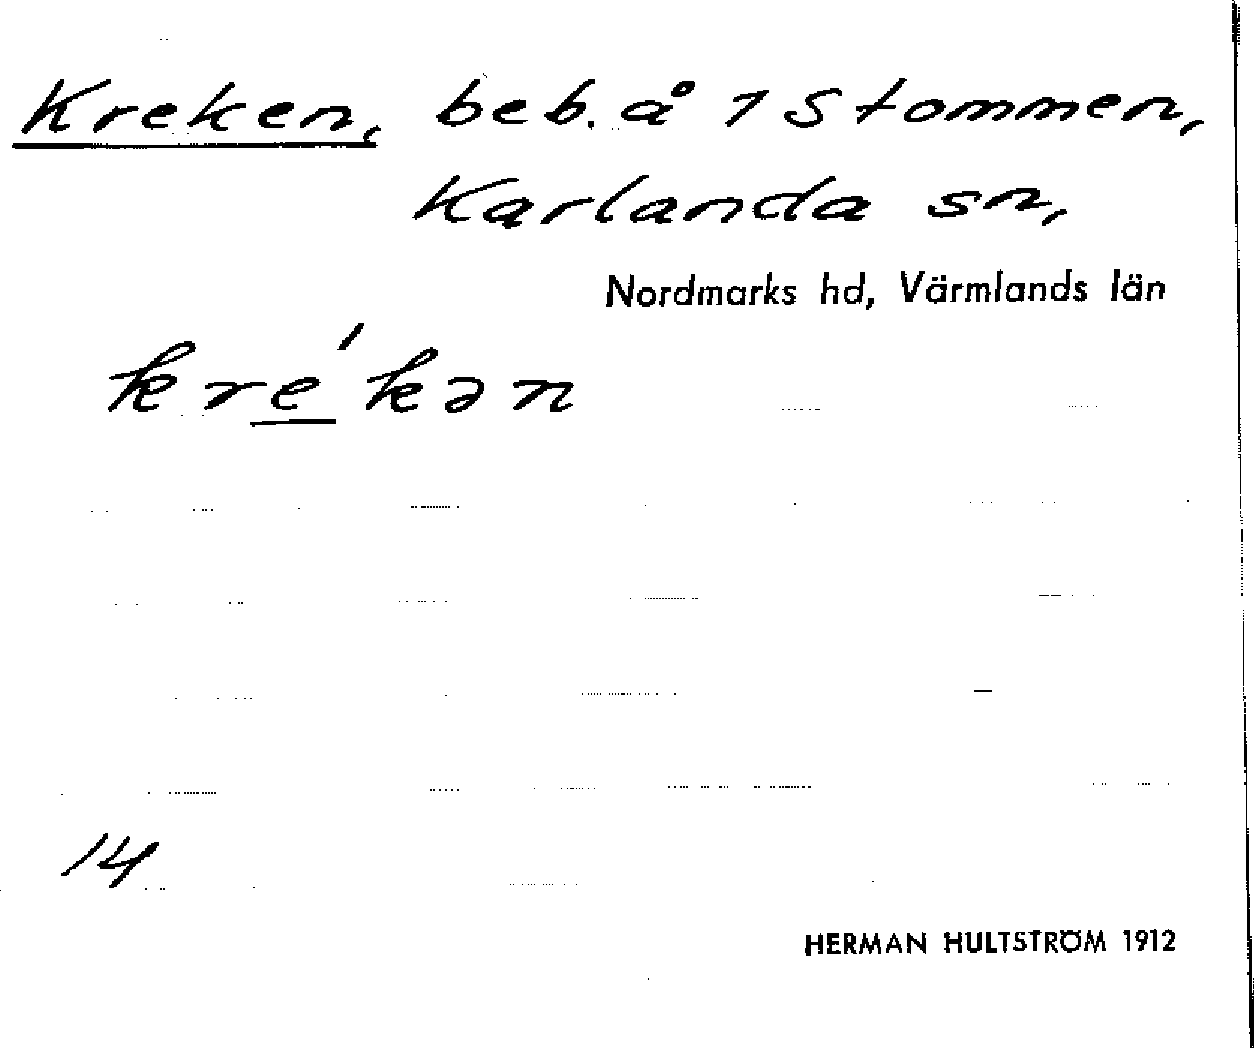 Kreken, beb. å 1 Stommen,
Karlanda sn,
Nordmarks hd, Värmlands län
kre̲´kən
14
HERMAN HULTSTRÖM 1912